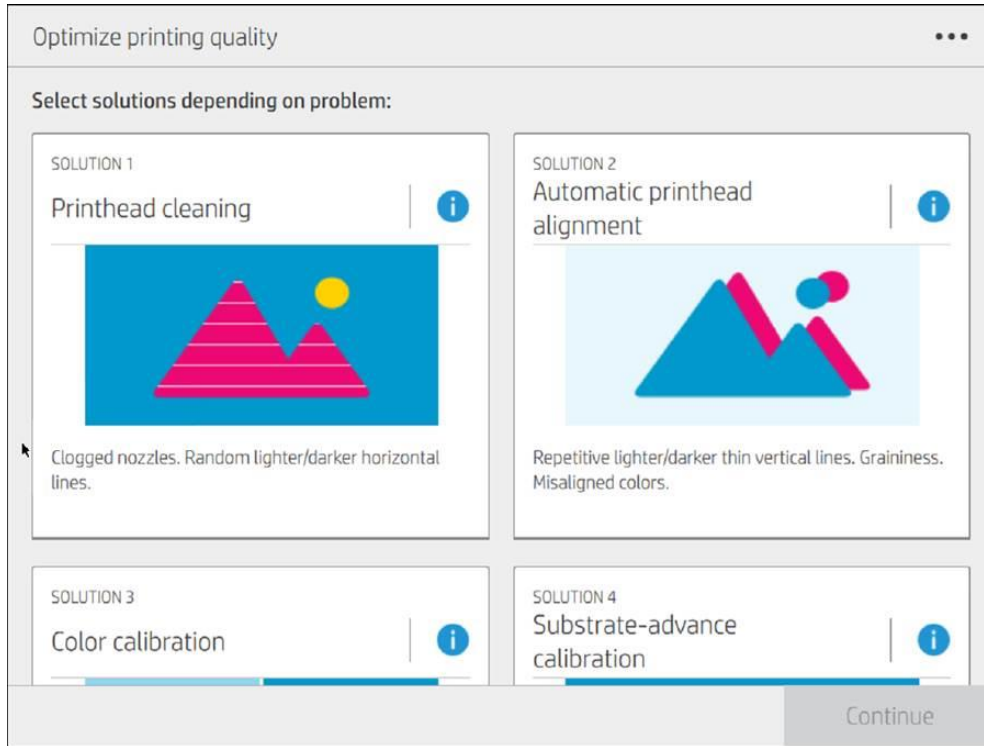 Optimize printing quality
Select solutions depending on problem:
SOLUTION 1
Printhead cleaning
Clogged nozzles. Random lighter/darker horizontal
lines.
SOLUTION 2
Automatic printhead
alignment
Repetitive lighter/darker thin vertical lines. Graininess.
Misaligned colors.
SOLUTION 3
Color calibration
SOLUTION 4
Substrate-advance
calibration
Continue